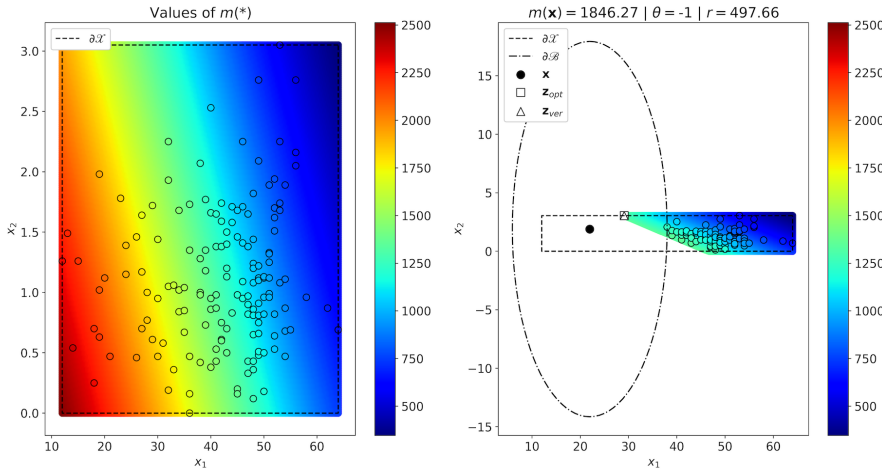 Values of m(*)
∂𝒳
3.0
2.5
2.0
1.5
1.0
0.5
0.0
x₂
10 20 30 40 50 60
x₁
2500
2250
2000
1750
1500
1250
1000
750
500
m(𝐱) = 1846.27 | θ = -1 | r = 497.66
∂𝒳
∂ℬ
𝐱
𝐳ₒₚₜ
𝐳ᵥₑᵣ
15
10
5
0
−5
−10
−15
x₂
10 20 30 40 50 60
x₁
2500
2250
2000
1750
1500
1250
1000
750
500